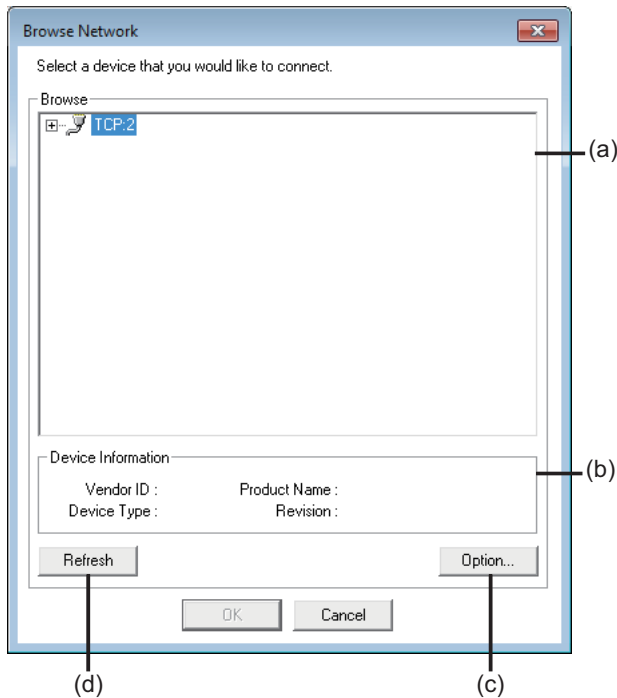 Browse Network
Select a device that you would like to connect.
Browse
TCP:2
(a)
Device Information
(b)
Vendor ID : Product Name :
Device Type : Revision :
Refresh Option...
OK Cancel
(d) (c)